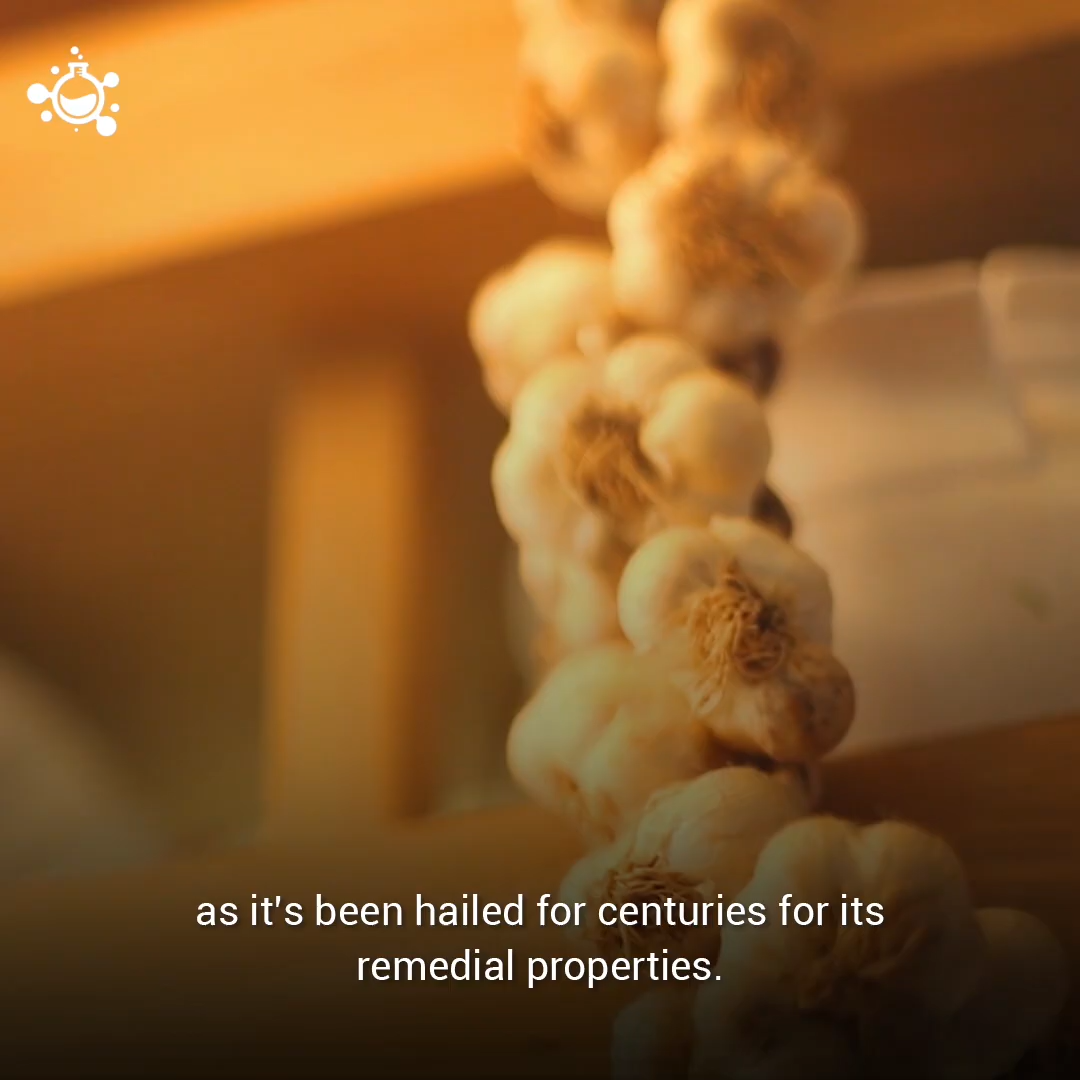 as it's been hailed for centuries for its
remedial properties.